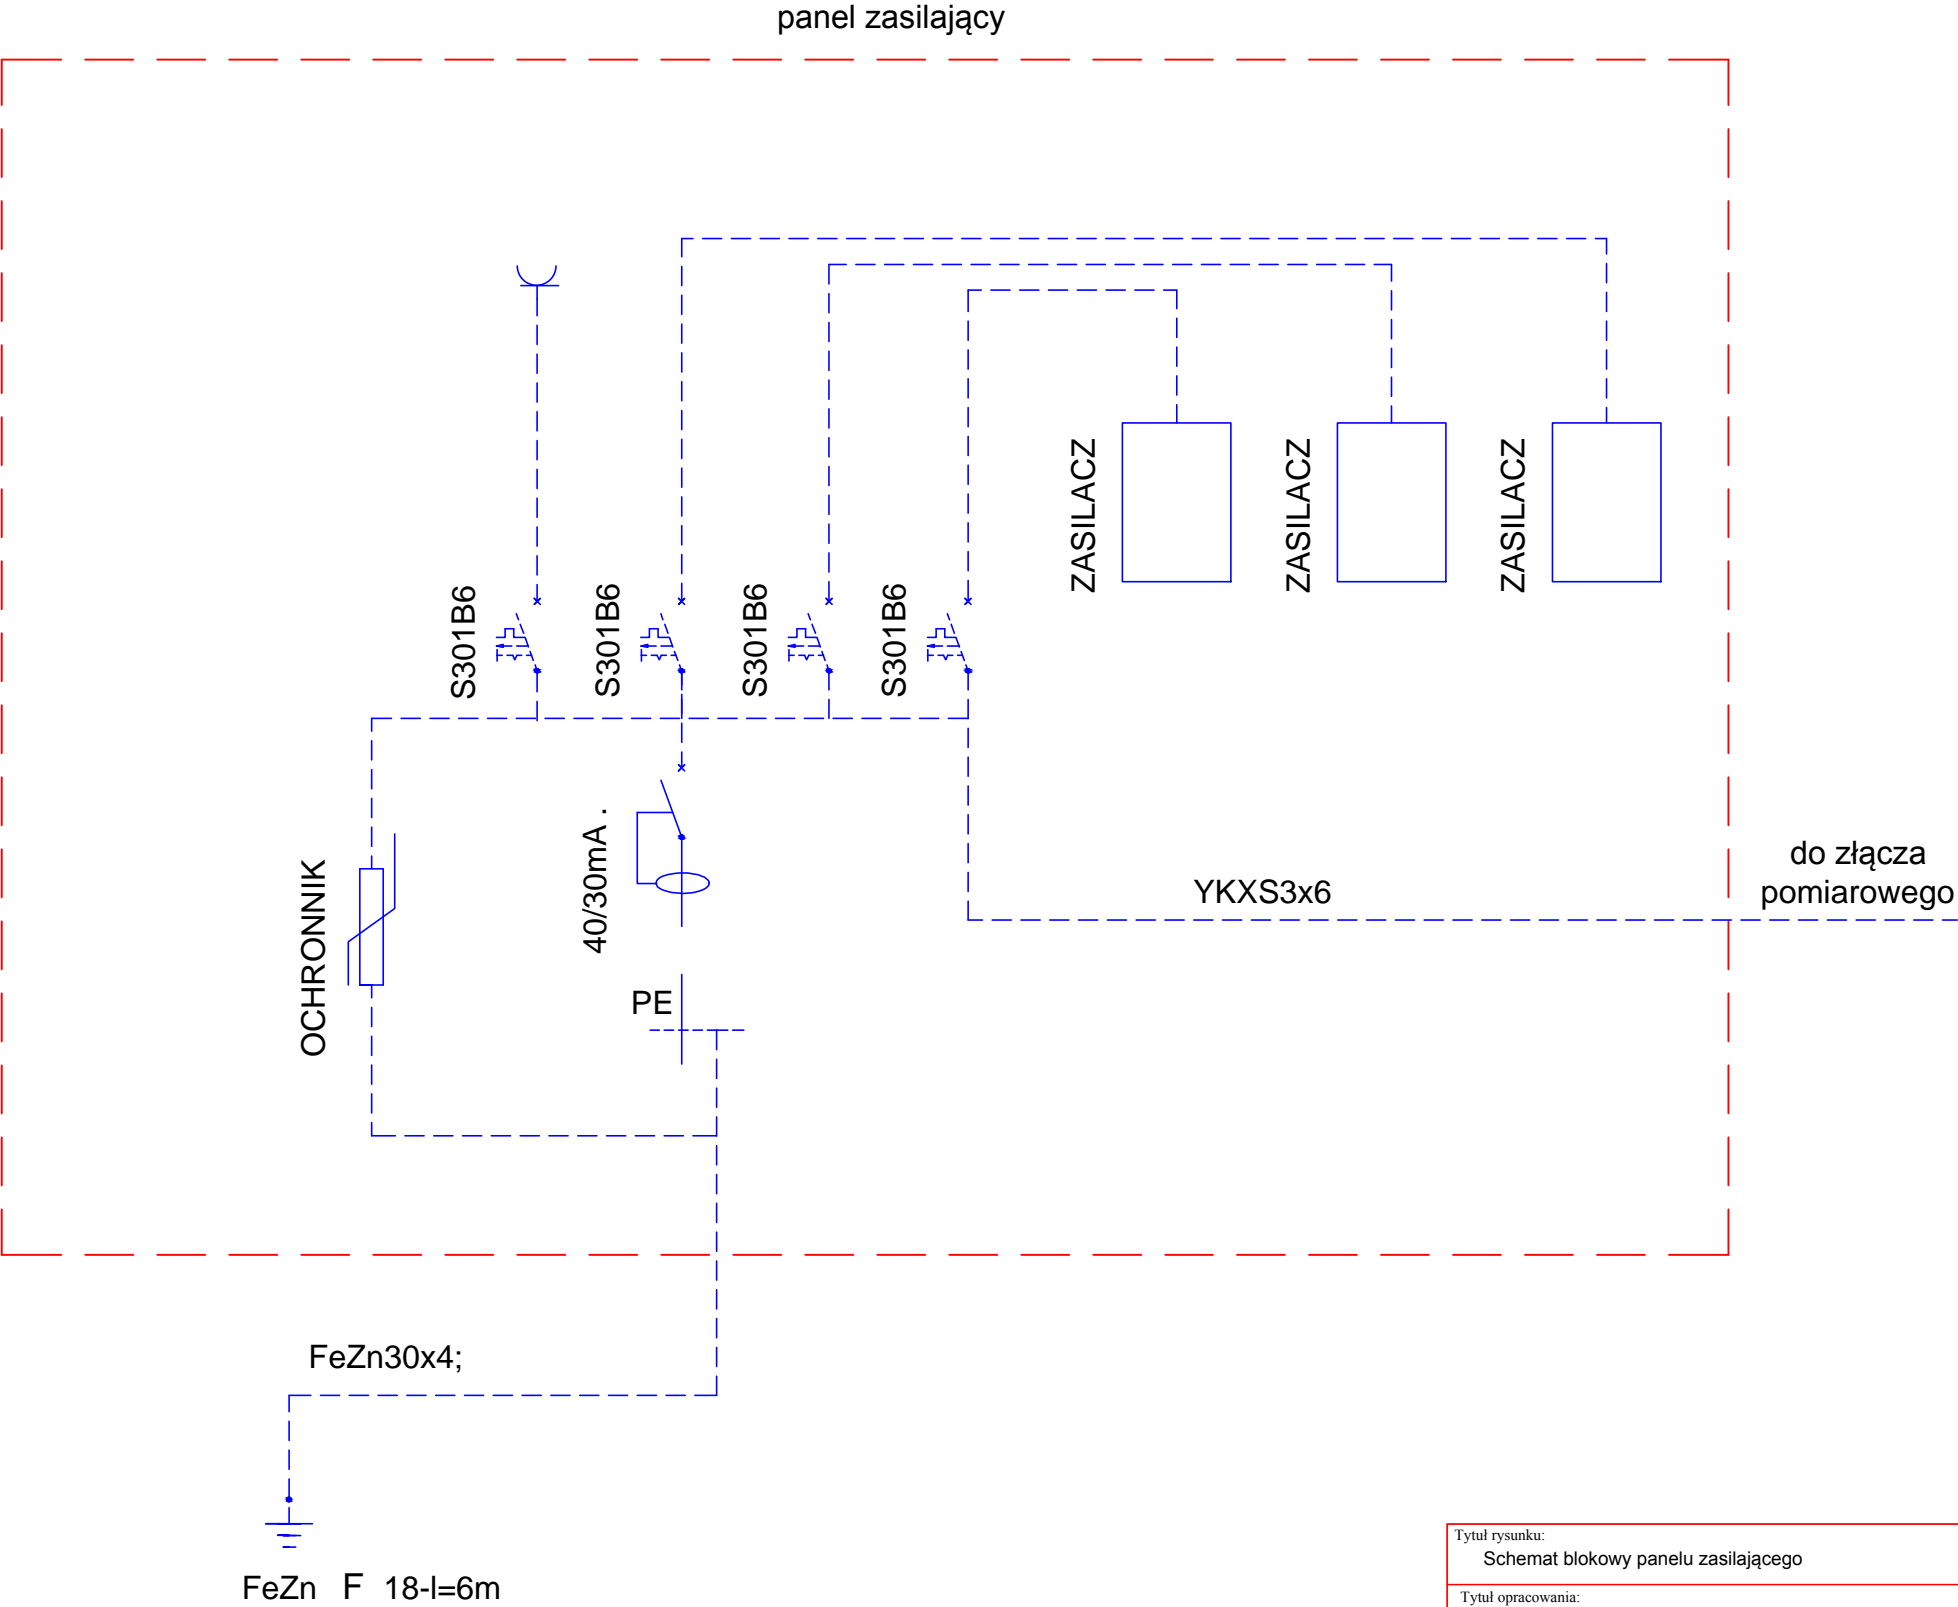 panel zasilający
ZASILACZ
ZASILACZ
ZASILACZ
S301B6
S301B6
S301B6
S301B6
OCHRONNIK
40/30mA .
YKXS3x6
do złącza
pomiarowego
PE
FeZn30x4;
FeZn F 18-l=6m
Tytuł rysunku:
Schemat blokowy panelu zasilającego
Tytuł opracowania: